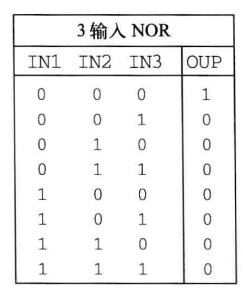 3输入 NOR
IN1 IN2 IN3 OUP
0 0 0 1
0 0 1 0
0 1 0 0
0 1 1 0
1 0 0 0
1 0 1 0
1 1 0 0
1 1 1 0